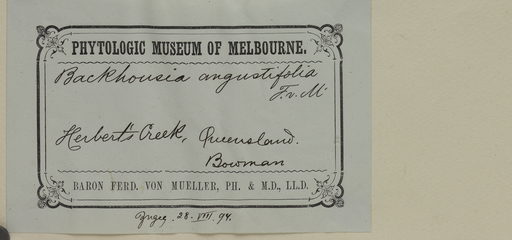 PHYTOLOGIC MUSEUM OF MELBOURNE.
Backhousia angustifolia
F.v.M.
Herbert's Creek, Queensland.
Bowman
BARON FERD. VON MUELLER, PH. & M.D., LL.D.
28. VIII. 94.